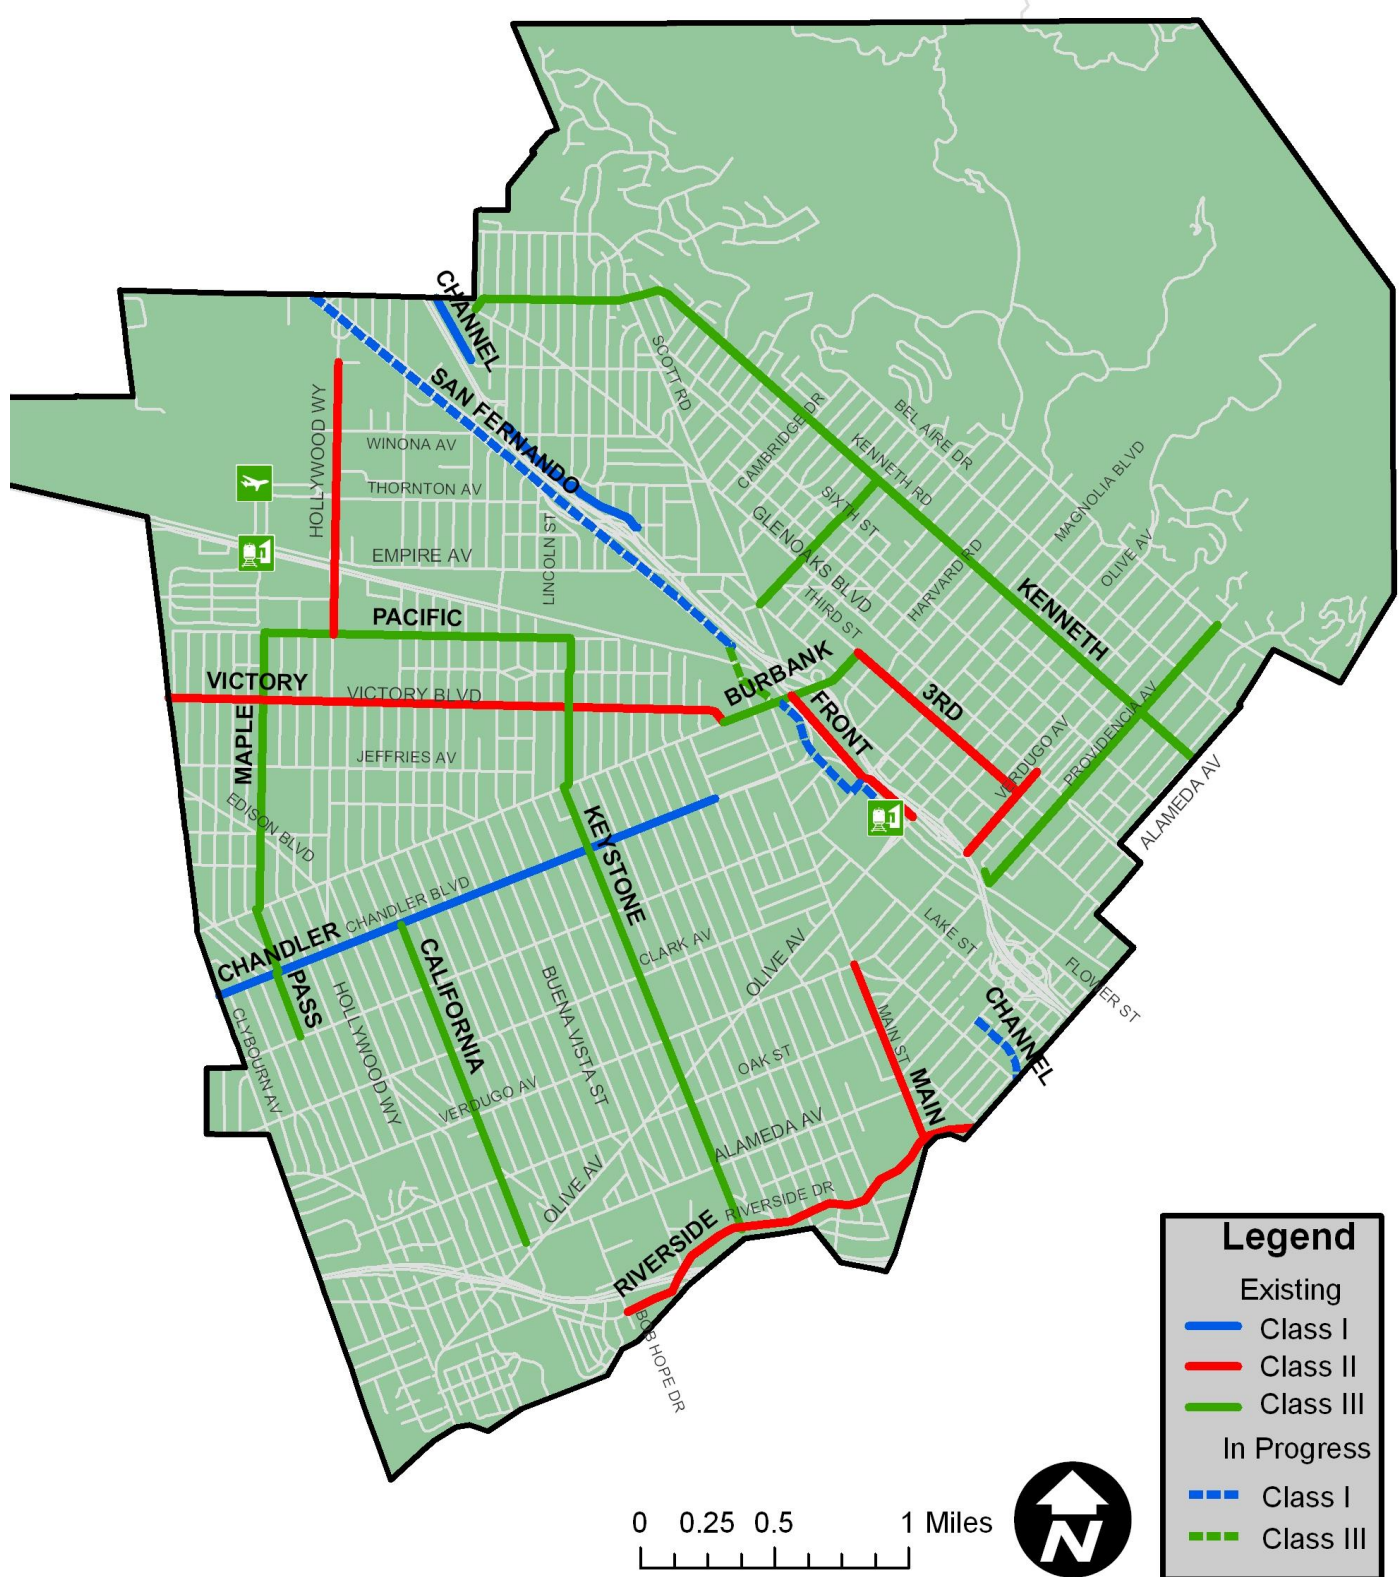 CHANNEL
SAN FERNANDO
SCOTT RD
HOLLYWOOD WY
WINONA AV
CAMBRIDGE DR
BEL AIRE DR
KENNETH RD
MAGNOLIA BLVD
THORNTON AV
SIXTH ST
GLENOAKS BLVD
LINCOLN ST
EMPIRE AV
HARVARD RD
OLIVE AV
THIRD ST
KENNETH
PACIFIC
BURBANK
VICTORY
VICTORY BLVD
FRONT
3RD
PROVIDENCIA AV
MAPLE
JEFFRIES AV
VERDUGO AV
ALAMEDA AV
EDISON BLVD
KEYSTONE
CHANDLER BLVD
CHANDLER
CLARK AV
OLIVE AV
LAKE ST
FLOWER ST
PASS
CALIFORNIA
BUENA VISTA ST
CHANNEL
HOLLYWOOD WY
CLYBOURN AV
MAIN ST
OAK ST
MAIN
VERDUGO AV
ALAMEDA AV
OLIVE AV
RIVERSIDE DR
RIVERSIDE
BOB HOPE DR
Legend
Existing
Class I
Class II
Class III
In Progress
Class I
Class III
0 0.25 0.5 1 Miles
N